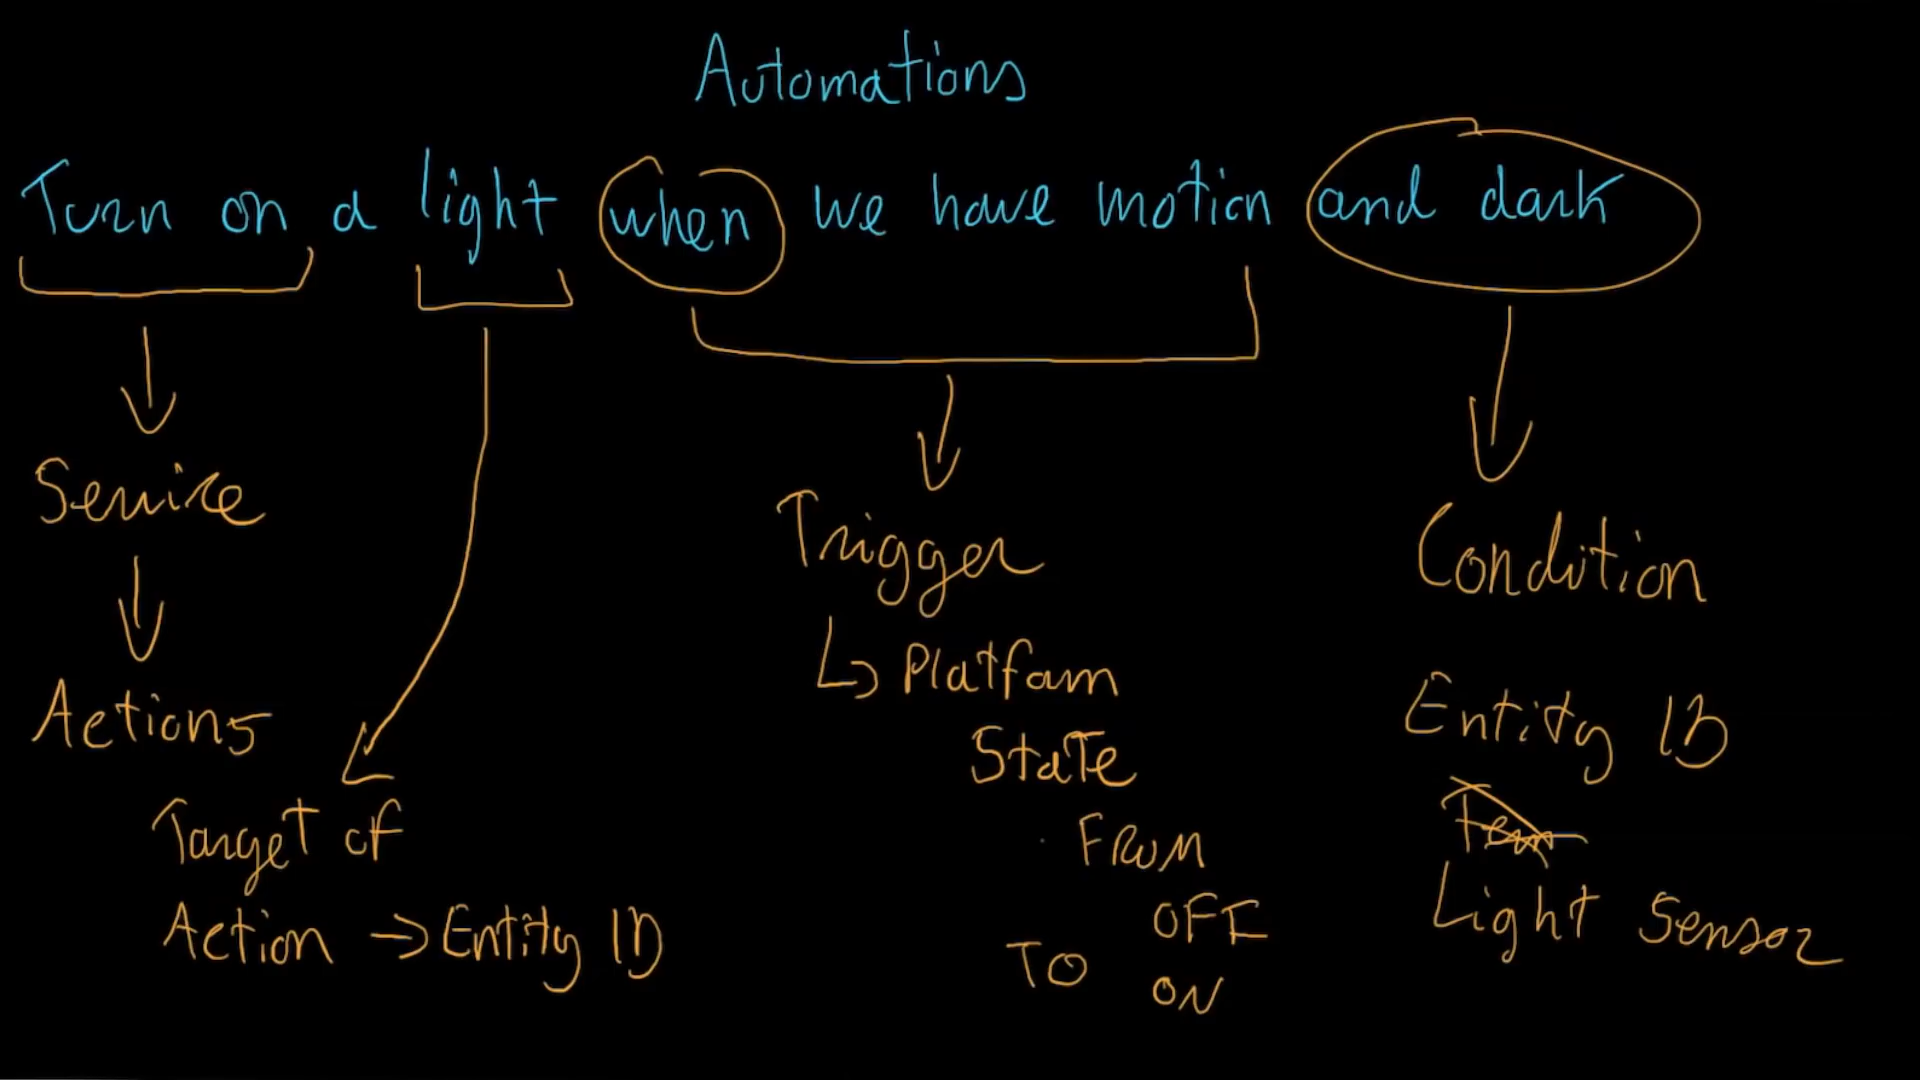 Automations
Turn on a light when we have motion and dark
Service
Actions
Target of
Action → Entity ID
Trigger
↳ Platform
State
From
OFF
TO
ON
Condition
Entity ID
Light Sensor